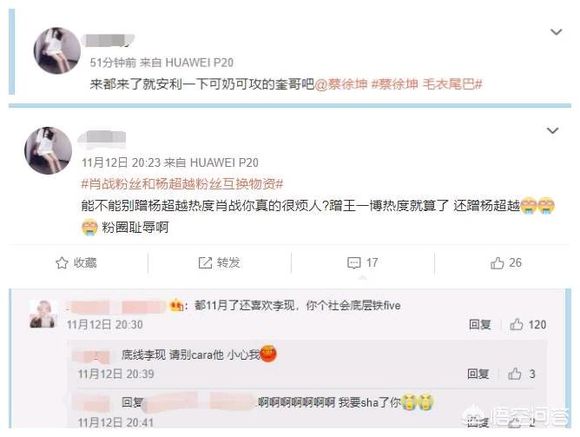 51分钟前 来自 HUAWEI P20
来都来了就安利一下可奶可攻的奎哥吧@蔡徐坤 #蔡徐坤 毛衣尾巴#
11月12日 20:23 来自 HUAWEI P20
#肖战粉丝和杨超越粉丝互换物资#
能不能别蹭杨超越热度肖战你真的很烦人?蹭王一博热度就算了 还蹭杨超越
粉圈耻辱啊
收藏 转发 17 26
：都11月了还喜欢李现，你个社会底层铁five
11月12日 20:30 回复 120
底线李现 请别cara他 小心我
11月12日 20:39 回复 3
回复 :啊啊啊啊啊啊啊 我要sha了你
11月12日 20:41 回复 2
悟空问答